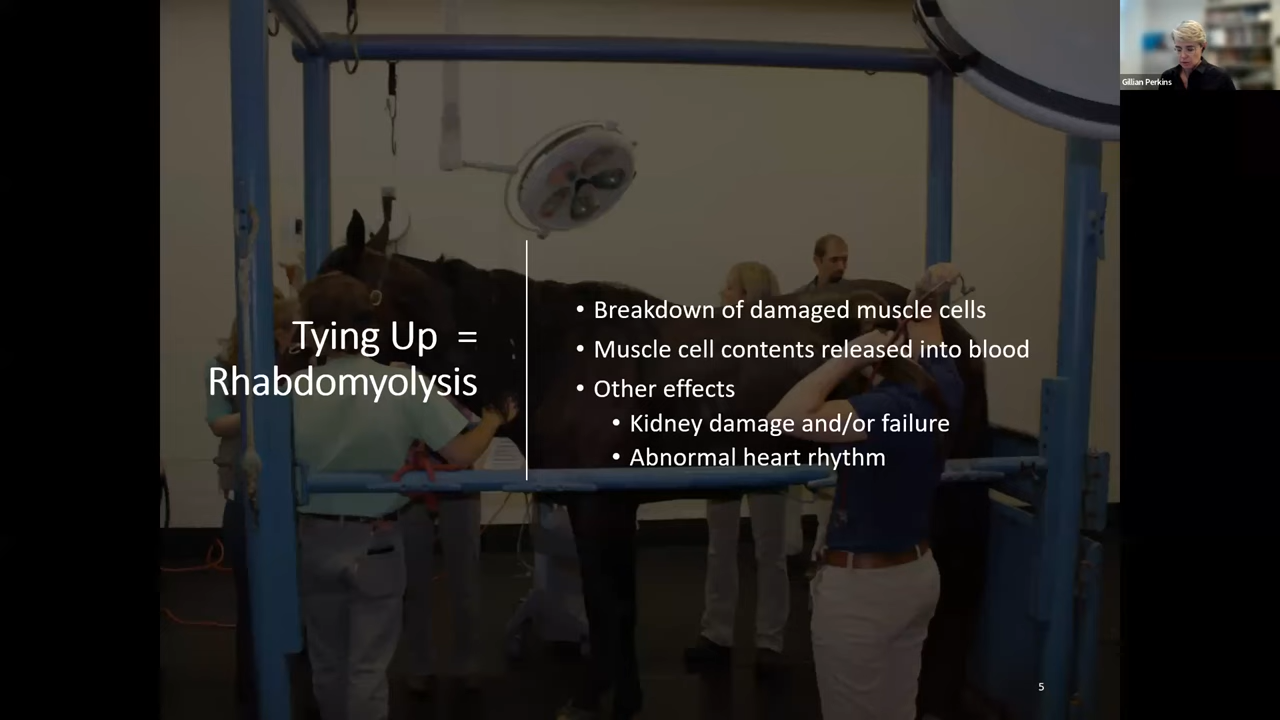 Gillian Perkins
Tying Up =
Rhabdomyolysis
• Breakdown of damaged muscle cells
• Muscle cell contents released into blood
• Other effects
• Kidney damage and/or failure
• Abnormal heart rhythm
5